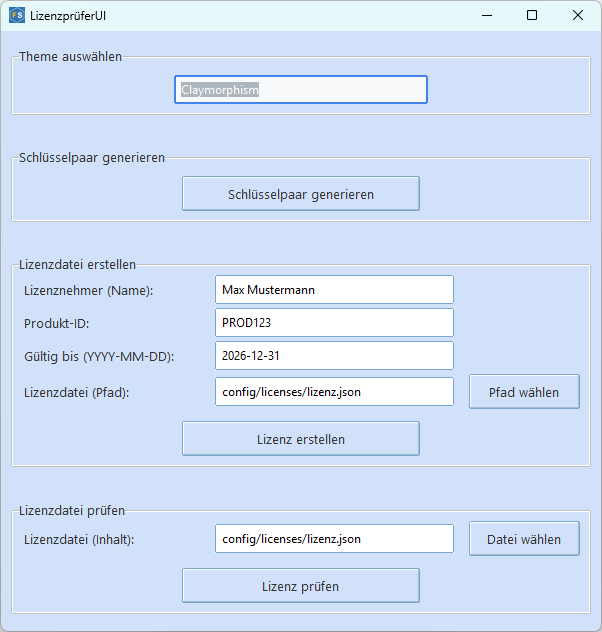 FS LizenzprüferUI
Theme auswählen
Claymorphism
Schlüsselpaar generieren
Schlüsselpaar generieren
Lizenzdatei erstellen
Lizenznehmer (Name): Max Mustermann
Produkt-ID: PROD123
Gültig bis (YYYY-MM-DD): 2026-12-31
Lizenzdatei (Pfad): config/licenses/lizenz.json Pfad wählen
Lizenz erstellen
Lizenzdatei prüfen
Lizenzdatei (Inhalt): config/licenses/lizenz.json Datei wählen
Lizenz prüfen